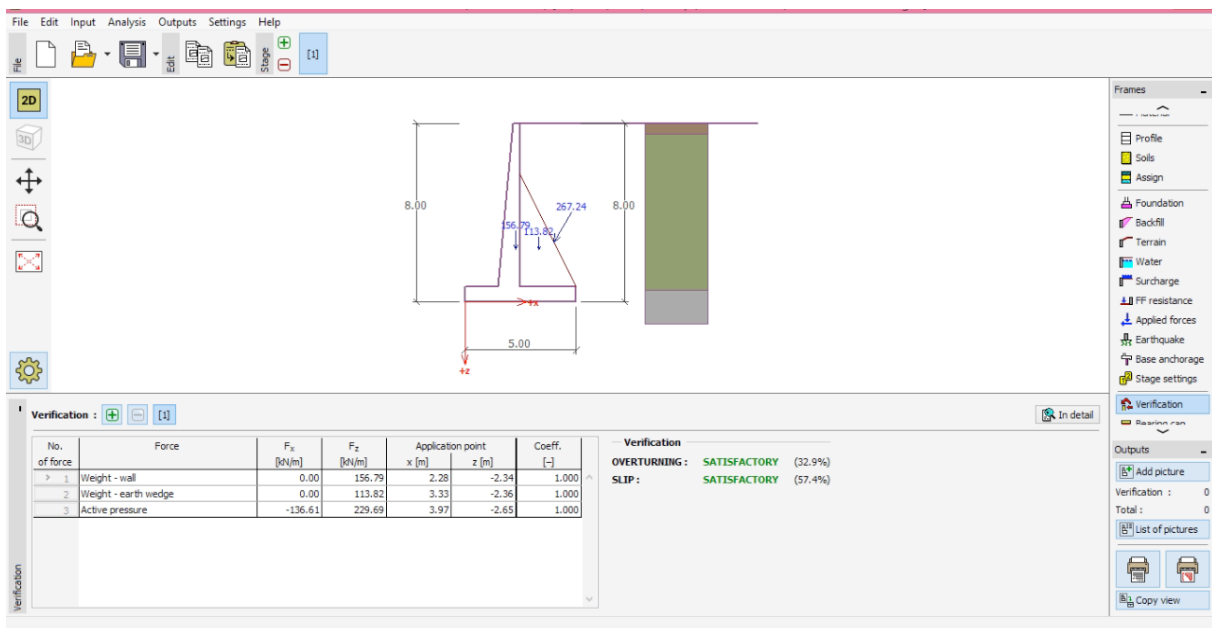 File Edit Input Analysis Outputs Settings Help
File
Edit
Stage
[1]
2D
3D
8.00
8.00
267.24
156.79
113.82
+x
5.00
+z
Frames
Profile
Soils
Assign
Foundation
Backfill
Terrain
Water
Surcharge
FF resistance
Applied forces
Earthquake
Base anchorage
Stage settings
Verification
Outputs
Add picture
Verification : 0
Total : 0
List of pictures
Copy view
Verification
Verification : [1]
In detail
No. Force Fx Fz Application point Coeff.
of force [kN/m] [kN/m] x [m] z [m] [-]
> 1 Weight - wall 0.00 156.79 2.28 -2.34 1.000
2 Weight - earth wedge 0.00 113.82 3.33 -2.36 1.000
3 Active pressure -136.61 229.69 3.97 -2.65 1.000
Verification
OVERTURNING : SATISFACTORY (32.9%)
SLIP : SATISFACTORY (57.4%)